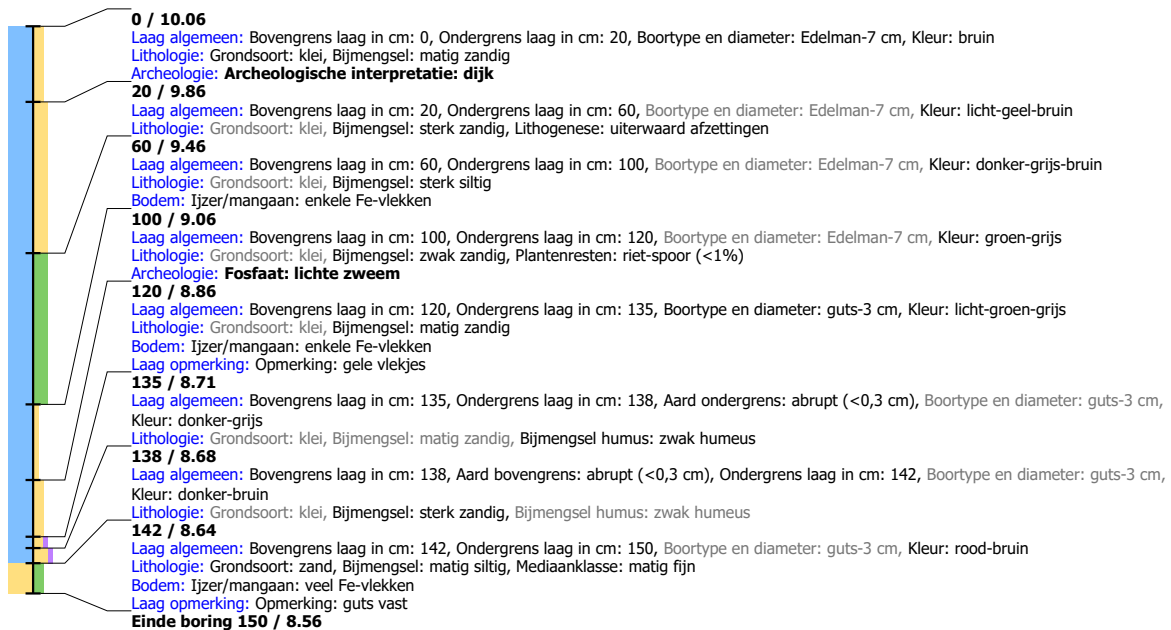 0 / 10.06
Laag algemeen: Bovengrens laag in cm: 0, Ondergrens laag in cm: 20, Boortype en diameter: Edelman-7 cm, Kleur: bruin
Lithologie: Grondsoort: klei, Bijmengsel: matig zandig
Archeologie: Archeologische interpretatie: dijk
20 / 9.86
Laag algemeen: Bovengrens laag in cm: 20, Ondergrens laag in cm: 60, Boortype en diameter: Edelman-7 cm, Kleur: licht-geel-bruin
Lithologie: Grondsoort: klei, Bijmengsel: sterk zandig, Lithogenese: uiterwaard afzettingen
60 / 9.46
Laag algemeen: Bovengrens laag in cm: 60, Ondergrens laag in cm: 100, Boortype en diameter: Edelman-7 cm, Kleur: donker-grijs-bruin
Lithologie: Grondsoort: klei, Bijmengsel: sterk siltig
Bodem: Ijzer/mangaan: enkele Fe-vlekken
100 / 9.06
Laag algemeen: Bovengrens laag in cm: 100, Ondergrens laag in cm: 120, Boortype en diameter: Edelman-7 cm, Kleur: groen-grijs
Lithologie: Grondsoort: klei, Bijmengsel: zwak zandig, Plantenresten: riet-spoor (<1%)
Archeologie: Fosfaat: lichte zweem
120 / 8.86
Laag algemeen: Bovengrens laag in cm: 120, Ondergrens laag in cm: 135, Boortype en diameter: guts-3 cm, Kleur: licht-groen-grijs
Lithologie: Grondsoort: klei, Bijmengsel: matig zandig
Bodem: Ijzer/mangaan: enkele Fe-vlekken
Laag opmerking: Opmerking: gele vlekjes
135 / 8.71
Laag algemeen: Bovengrens laag in cm: 135, Ondergrens laag in cm: 138, Aard ondergrens: abrupt (<0,3 cm), Boortype en diameter: guts-3 cm,
Kleur: donker-grijs
Lithologie: Grondsoort: klei, Bijmengsel: matig zandig, Bijmengsel humus: zwak humeus
138 / 8.68
Laag algemeen: Bovengrens laag in cm: 138, Aard bovengrens: abrupt (<0,3 cm), Ondergrens laag in cm: 142, Boortype en diameter: guts-3 cm,
Kleur: donker-bruin
Lithologie: Grondsoort: klei, Bijmengsel: sterk zandig, Bijmengsel humus: zwak humeus
142 / 8.64
Laag algemeen: Bovengrens laag in cm: 142, Ondergrens laag in cm: 150, Boortype en diameter: guts-3 cm, Kleur: rood-bruin
Lithologie: Grondsoort: zand, Bijmengsel: matig siltig, Mediaanklasse: matig fijn
Bodem: Ijzer/mangaan: veel Fe-vlekken
Laag opmerking: Opmerking: guts vast
Einde boring 150 / 8.56